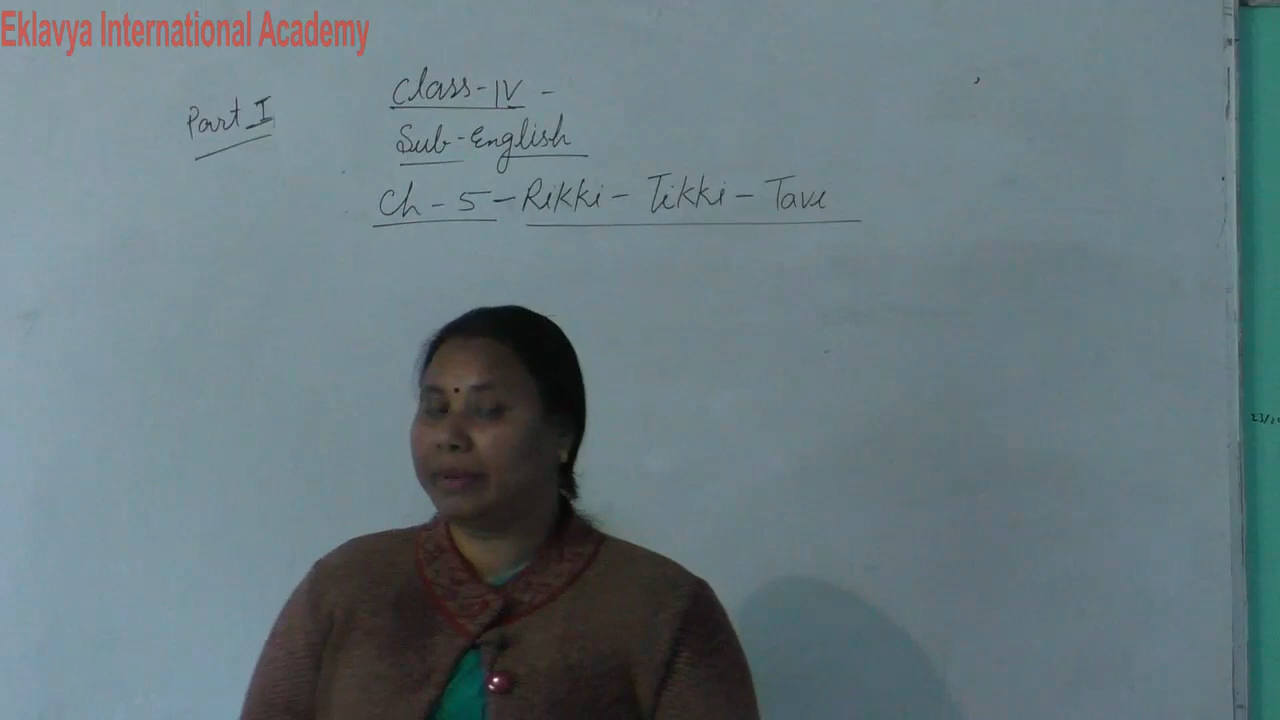 Eklavya International Academy
Class-IV -
Part I
Sub-English
Ch-5-Rikki-Tikki-Tavi